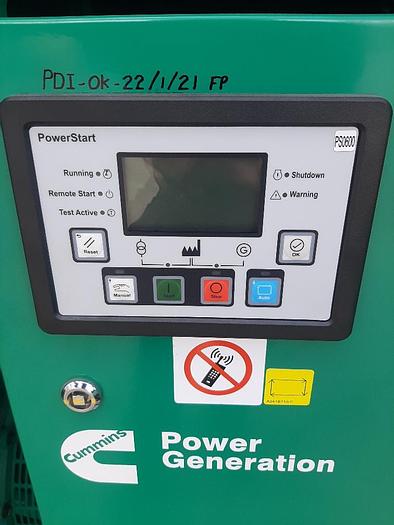 PDI-OK-22/1/21 FP
PowerStart
PS0600
Running
Shutdown
Remote Start
Warning
Test Active
G
Reset
OK
Manual
Start
Stop
Auto
Cummins
Power
Generation